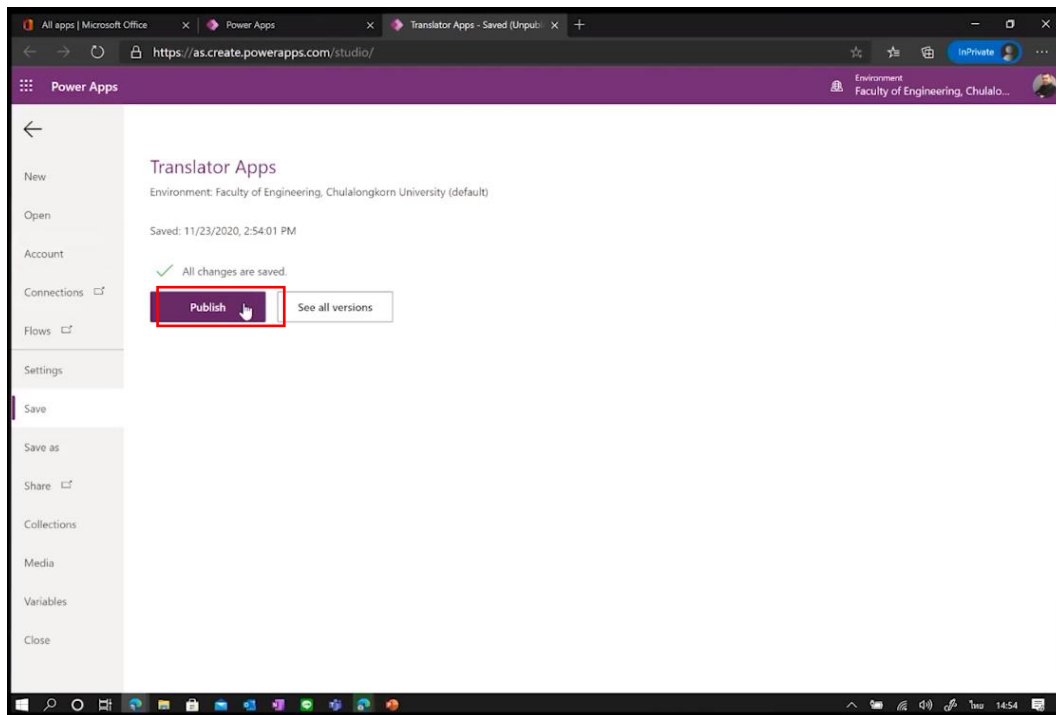 All apps | Microsoft Office
Power Apps
Translator Apps - Saved (Unpubl
https://as.create.powerapps.com/studio/
InPrivate
Power Apps
Environment
Faculty of Engineering, Chulalo...
Translator Apps
Environment: Faculty of Engineering, Chulalongkorn University (default)
Saved: 11/23/2020, 2:54:01 PM
All changes are saved.
Publish
See all versions
New
Open
Account
Connections
Flows
Settings
Save
Save as
Share
Collections
Media
Variables
Close
ไทย
14:54